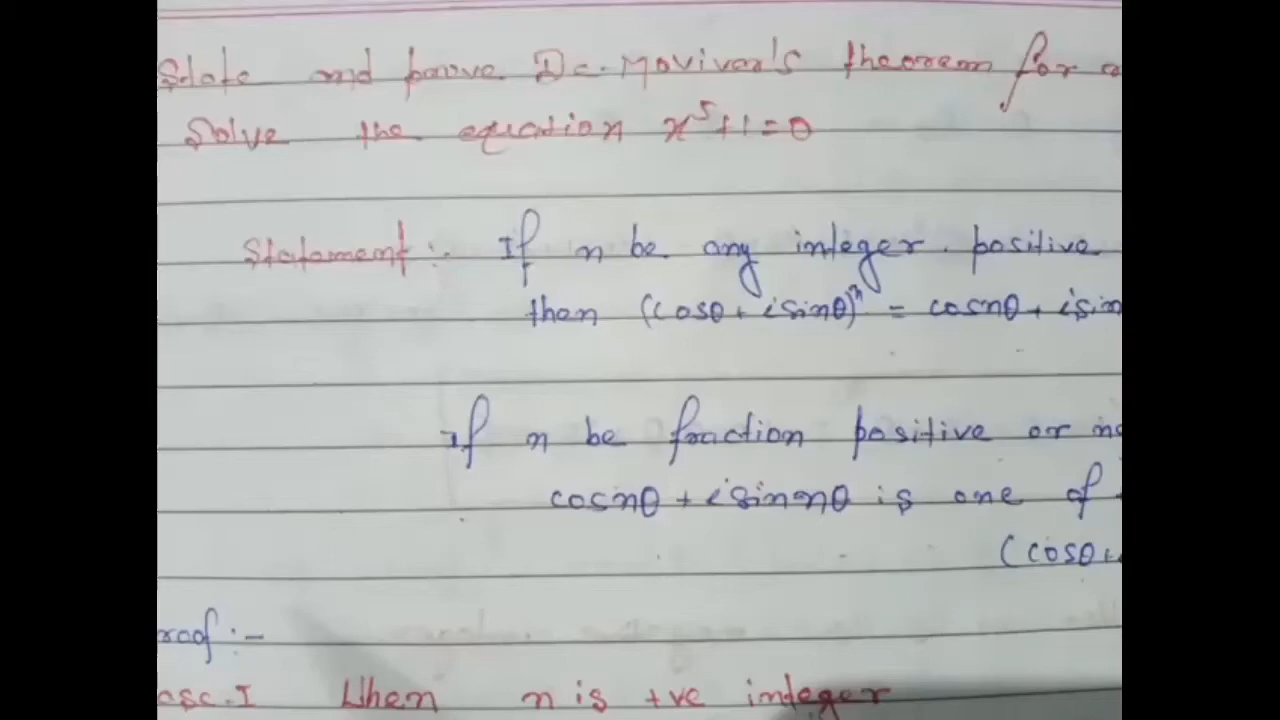 State and prove De-Moviver's theorem for
Solve the equation x⁵+1=0
Statement :- If n be any integer. positive
then (cosθ + isinθ)ⁿ = cosnθ + isin
If n be fraction positive or
cosnθ + isinnθ is one of
(cosθ+
roof :-
ase.I When n is +ve integer